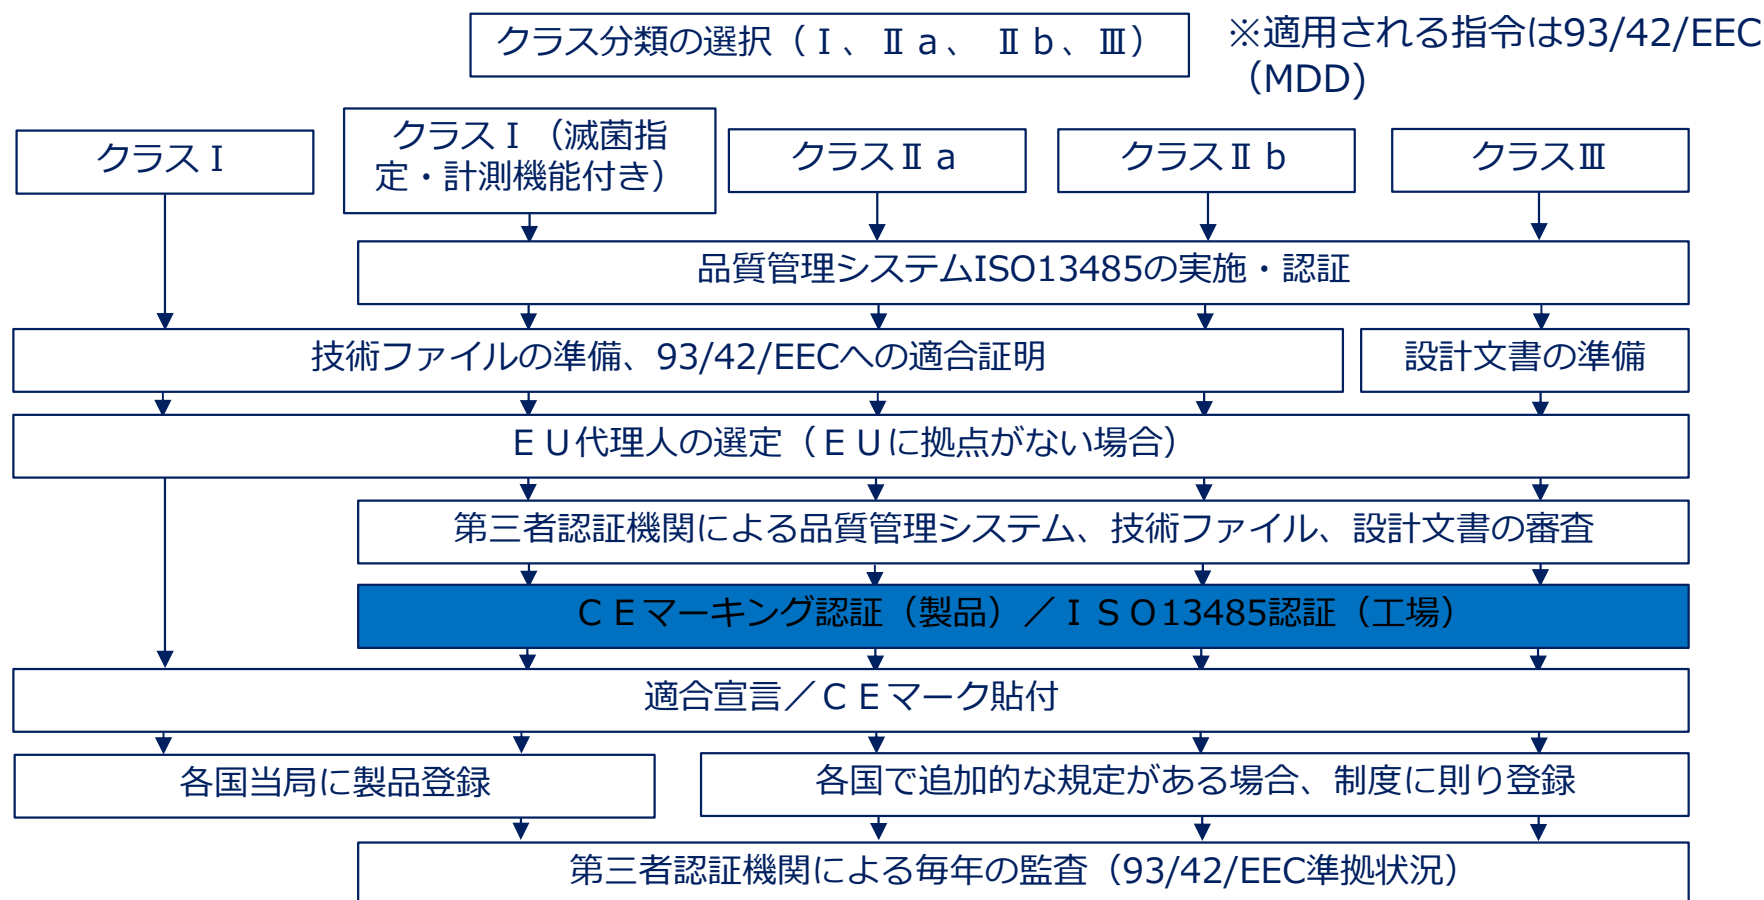 クラス分類の選択（Ⅰ、Ⅱａ、Ⅱｂ、Ⅲ）
※適用される指令は93/42/EEC
（MDD)
クラスⅠ
クラスⅠ（滅菌指
定・計測機能付き）
クラスⅡａ
クラスⅡｂ
クラスⅢ
品質管理システムISO13485の実施・認証
技術ファイルの準備、93/42/EECへの適合証明
設計文書の準備
ＥＵ代理人の選定（ＥＵに拠点がない場合）
第三者認証機関による品質管理システム、技術ファイル、設計文書の審査
ＣＥマーキング認証（製品）／ＩＳＯ13485認証（工場）
適合宣言／ＣＥマーク貼付
各国当局に製品登録
各国で追加的な規定がある場合、制度に則り登録
第三者認証機関による毎年の監査（93/42/EEC準拠状況）